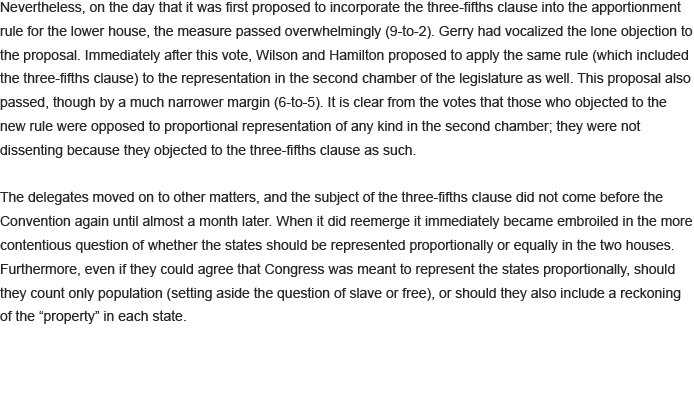 Nevertheless, on the day that it was first proposed to incorporate the three-fifths clause into the apportionment
rule for the lower house, the measure passed overwhelmingly (9-to-2). Gerry had vocalized the lone objection to
the proposal. Immediately after this vote, Wilson and Hamilton proposed to apply the same rule (which included
the three-fifths clause) to the representation in the second chamber of the legislature as well. This proposal also
passed, though by a much narrower margin (6-to-5). It is clear from the votes that those who objected to the
new rule were opposed to proportional representation of any kind in the second chamber; they were not
dissenting because they objected to the three-fifths clause as such.
The delegates moved on to other matters, and the subject of the three-fifths clause did not come before the
Convention again until almost a month later. When it did reemerge it immediately became embroiled in the more
contentious question of whether the states should be represented proportionally or equally in the two houses.
Furthermore, even if they could agree that Congress was meant to represent the states proportionally, should
they count only population (setting aside the question of slave or free), or should they also include a reckoning
of the “property” in each state.